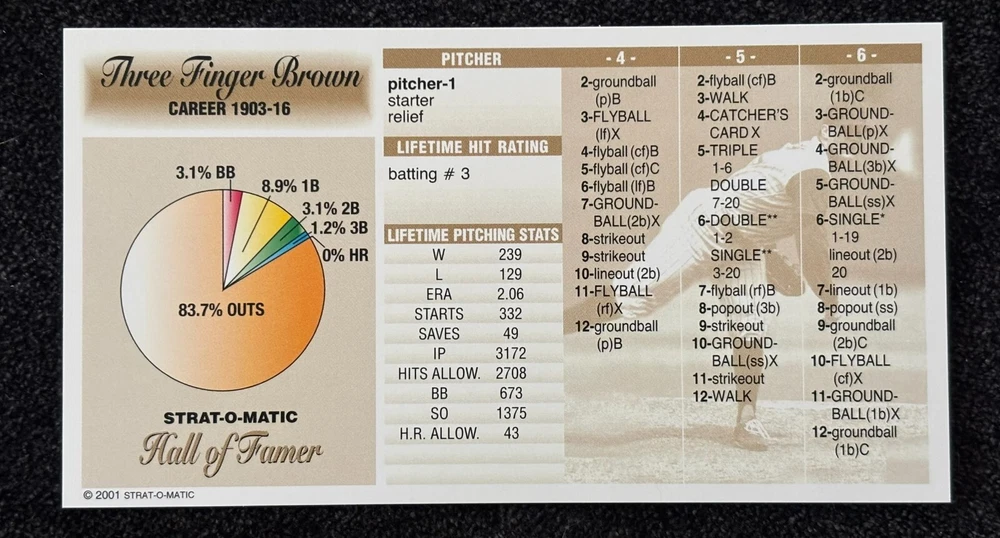 Three Finger Brown
CAREER 1903-16
3.1% BB
8.9% 1B
3.1% 2B
1.2% 3B
0% HR
83.7% OUTS
STRAT-O-MATIC
Hall of Famer
© 2001 STRAT-O-MATIC
PITCHER
pitcher-1
starter
relief
LIFETIME HIT RATING
batting # 3
LIFETIME PITCHING STATS
W 239
L 129
ERA 2.06
STARTS 332
SAVES 49
IP 3172
HITS ALLOW. 2708
BB 673
SO 1375
H.R. ALLOW. 43
- 4 -
2-groundball
(p)B
3-FLYBALL
(lf)X
4-flyball (cf)B
5-flyball (cf)C
6-flyball (lf)B
7-GROUND-
BALL(2b)X
8-strikeout
9-strikeout
10-lineout (2b)
11-FLYBALL
(rf)X
12-groundball
(p)B
- 5 -
2-flyball (cf)B
3-WALK
4-CATCHER'S
CARD X
5-TRIPLE
1-6
DOUBLE
7-20
6-DOUBLE**
1-2
SINGLE**
3-20
7-flyball (rf)B
8-popout (3b)
9-strikeout
10-GROUND-
BALL(ss)X
11-strikeout
12-WALK
- 6 -
2-groundball
(1b)C
3-GROUND-
BALL(p)X
4-GROUND-
BALL(3b)X
5-GROUND-
BALL(ss)X
6-SINGLE*
1-19
lineout (2b)
20
7-lineout (1b)
8-popout (ss)
9-groundball
(2b)C
10-FLYBALL
(cf)X
11-GROUND-
BALL(1b)X
12-groundball
(1b)C